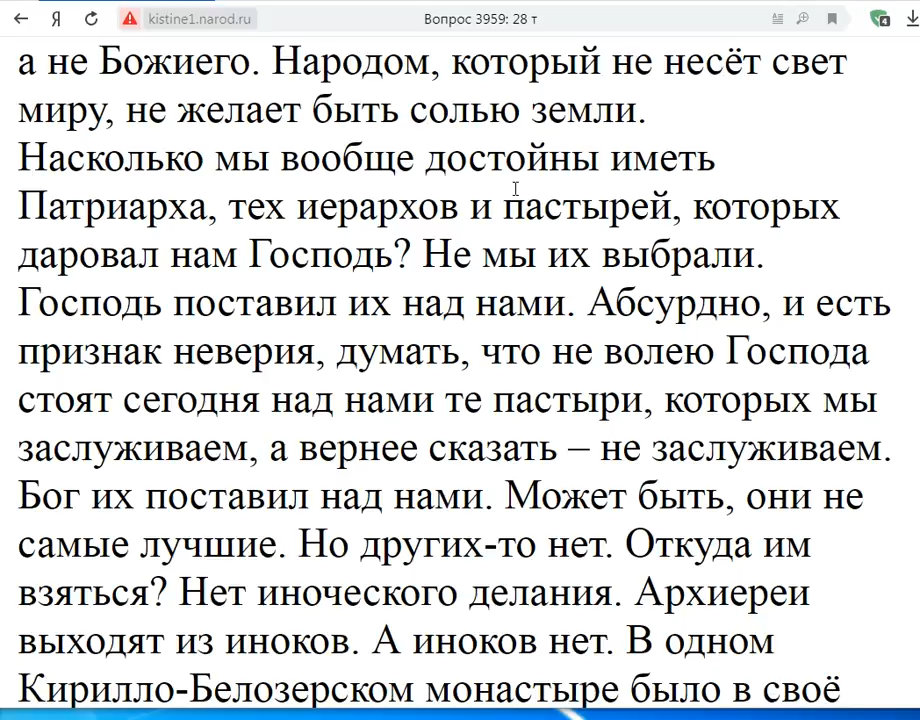 kistine1.narod.ru
Вопрос 3959: 28 т
4
а не Божиего. Народом, который не несёт свет
миру, не желает быть солью земли.
Насколько мы вообще достойны иметь
Патриарха, тех иерархов и пастырей, которых
даровал нам Господь? Не мы их выбрали.
Господь поставил их над нами. Абсурдно, и есть
признак неверия, думать, что не волею Господа
стоят сегодня над нами те пастыри, которых мы
заслуживаем, а вернее сказать – не заслуживаем.
Бог их поставил над нами. Может быть, они не
самые лучшие. Но других-то нет. Откуда им
взяться? Нет иноческого делания. Архиереи
выходят из иноков. А иноков нет. В одном
Кирилло-Белозерском монастыре было в своё